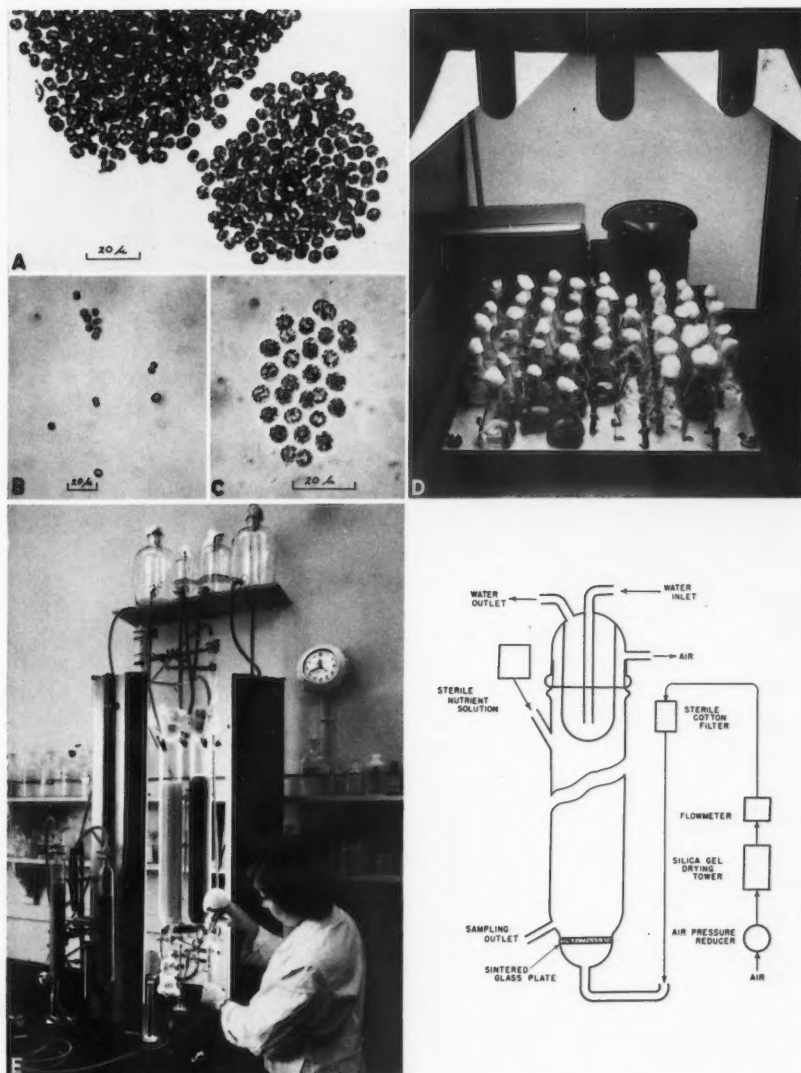 20 μ
A
20 μ
B
20 μ
C
D
E
WATER
OUTLET
WATER
INLET
AIR
STERILE
NUTRIENT
SOLUTION
STERILE
COTTON
FILTER
FLOWMETER
SILICA GEL
DRYING
TOWER
SAMPLING
OUTLET
AIR PRESSURE
REDUCER
SINTERED
GLASS PLATE
AIR